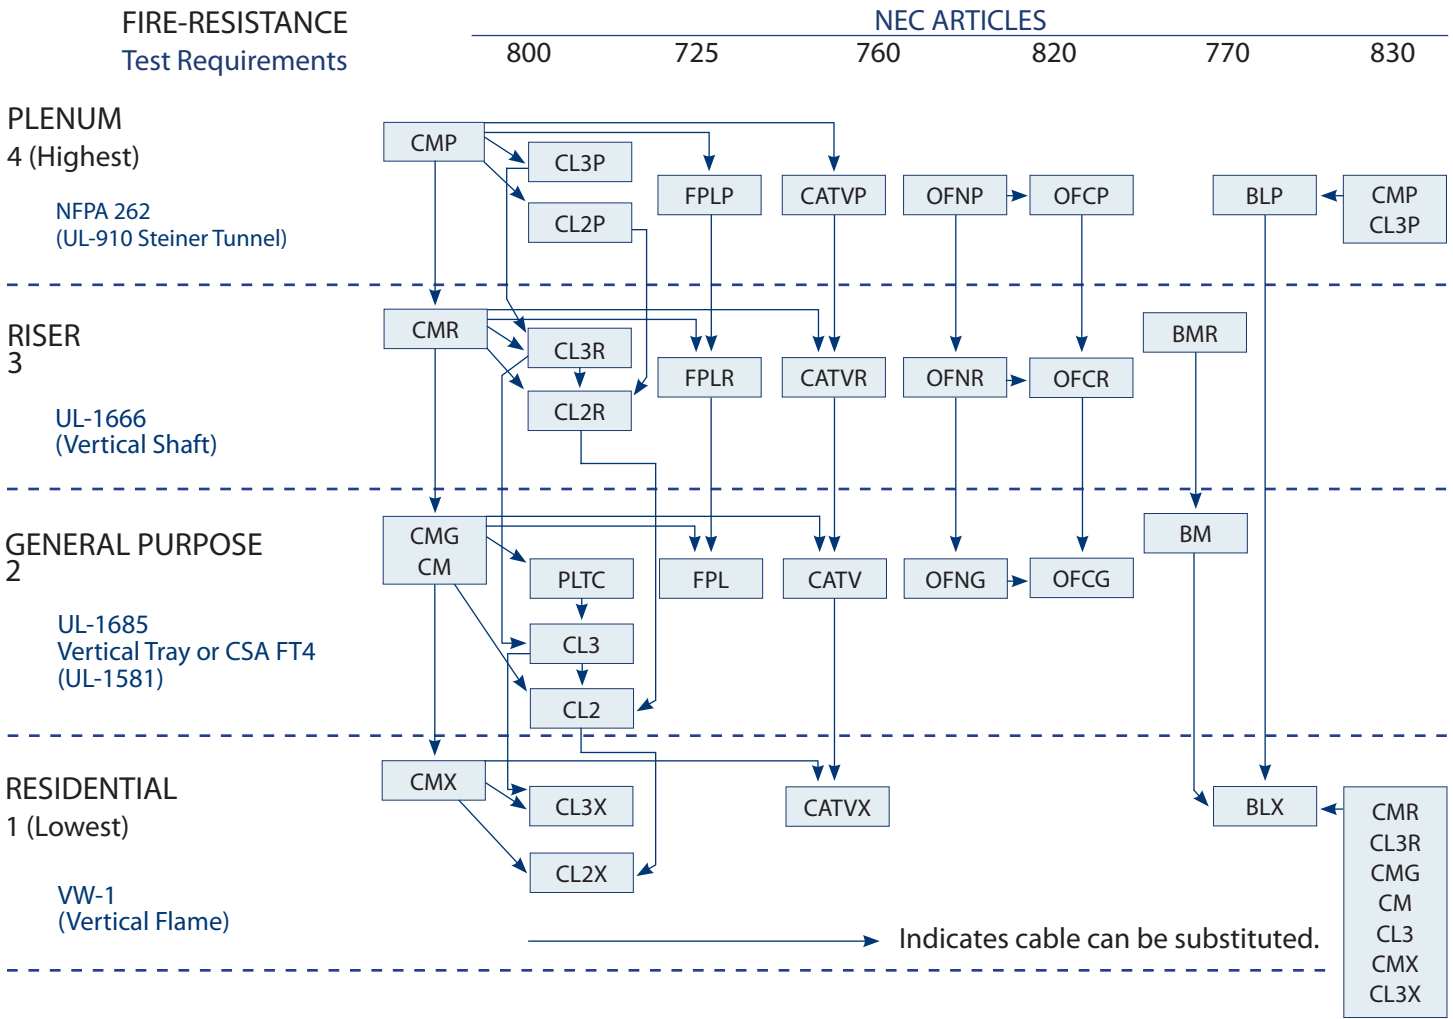 FIRE-RESISTANCE
Test Requirements
NEC ARTICLES
800 725 760 820 770 830
PLENUM
4 (Highest)
NFPA 262
(UL-910 Steiner Tunnel)
CMP
CL3P
CL2P
FPLP
CATVP
OFNP
OFCP
BLP
CMP
CL3P
RISER
3
UL-1666
(Vertical Shaft)
CMR
CL3R
CL2R
FPLR
CATVR
OFNR
OFCR
BMR
GENERAL PURPOSE
2
UL-1685
Vertical Tray or CSA FT4
(UL-1581)
CMG
CM
PLTC
CL3
CL2
FPL
CATV
OFNG
OFCG
BM
RESIDENTIAL
1 (Lowest)
VW-1
(Vertical Flame)
CMX
CL3X
CL2X
CATVX
BLX
CMR
CL3R
CMG
CM
CL3
CMX
CL3X
Indicates cable can be substituted.